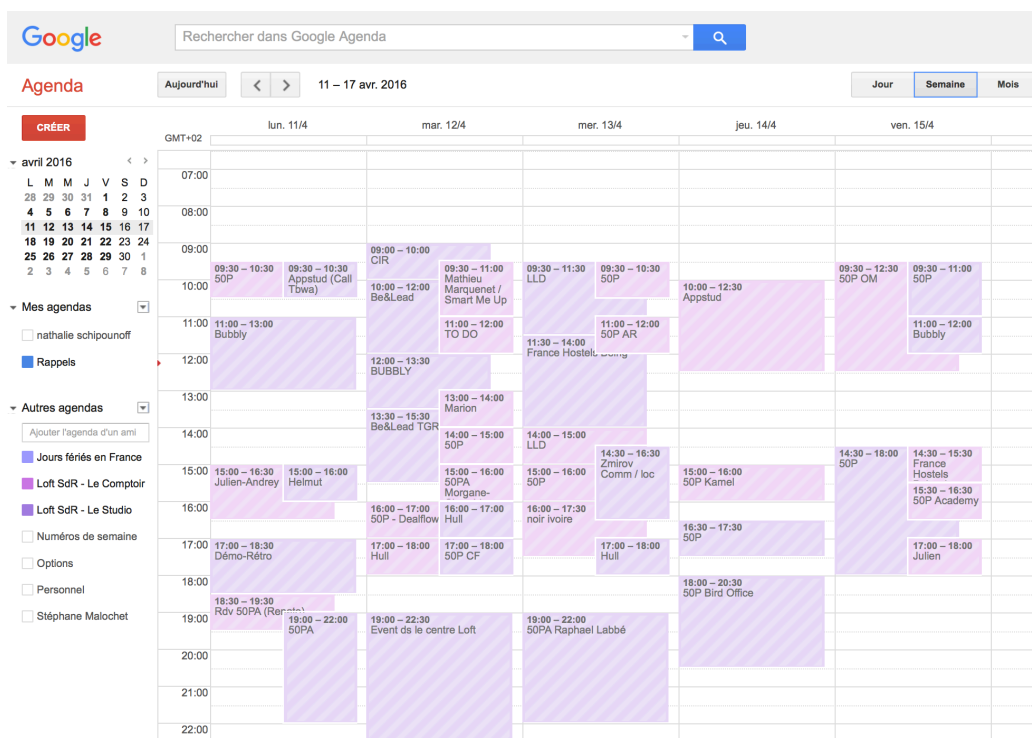 Google
Rechercher dans Google Agenda
Agenda
Aujourd'hui
11 – 17 avr. 2016
Jour
Semaine
Mois
CRÉER
avril 2016
L M M J V S D
28 29 30 31 1 2 3
4 5 6 7 8 9 10
11 12 13 14 15 16 17
18 19 20 21 22 23 24
25 26 27 28 29 30 1
2 3 4 5 6 7 8
Mes agendas
nathalie schipounoff
Rappels
Autres agendas
Ajouter l'agenda d'un ami
Jours fériés en France
Loft SdR - Le Comptoir
Loft SdR - Le Studio
Numéros de semaine
Options
Personnel
Stéphane Malochet
GMT+02
lun. 11/4
mar. 12/4
mer. 13/4
jeu. 14/4
ven. 15/4
07:00
08:00
09:00
10:00
11:00
12:00
13:00
14:00
15:00
16:00
17:00
18:00
19:00
20:00
21:00
22:00
09:30 – 10:30
50P
09:30 – 10:30
Appstud (Call
Tbwa)
11:00 – 13:00
Bubbly
15:00 – 16:30
Julien-Andrey
15:00 – 16:00
Helmut
17:00 – 18:30
Démo-Rétro
18:30 – 19:30
Rdv 50PA (Renato)
19:00 – 22:00
50PA
09:00 – 10:00
CIR
09:30 – 11:00
Mathieu
Marquenet /
Smart Me Up
10:00 – 12:00
Be&Lead
11:00 – 12:00
TO DO
12:00 – 13:30
BUBBLY
13:00 – 14:00
Marion
13:30 – 15:30
Be&Lead TGR
14:00 – 15:00
50P
15:00 – 16:00
50PA
Morgane-
16:00 – 17:00
50P - Dealflow
16:00 – 17:00
Hull
17:00 – 18:00
Hull
17:00 – 18:00
50P CF
19:00 – 22:30
Event ds le centre Loft
09:30 – 11:30
LLD
09:30 – 10:30
50P
11:00 – 12:00
50P AR
11:30 – 14:00
France Hostels Being
14:00 – 15:00
LLD
14:30 – 16:30
Zmirov
Comm / loc
15:00 – 16:00
50P
16:00 – 17:30
noir ivoire
17:00 – 18:00
Hull
19:00 – 22:00
50PA Raphael Labbé
10:00 – 12:30
Appstud
15:00 – 16:00
50P Kamel
16:30 – 17:30
50P
18:00 – 20:30
50P Bird Office
09:30 – 12:30
50P OM
09:30 – 11:00
50P
11:00 – 12:00
Bubbly
14:30 – 18:00
50P
14:30 – 15:30
France
Hostels
15:30 – 16:30
50P Academy
17:00 – 18:00
Julien